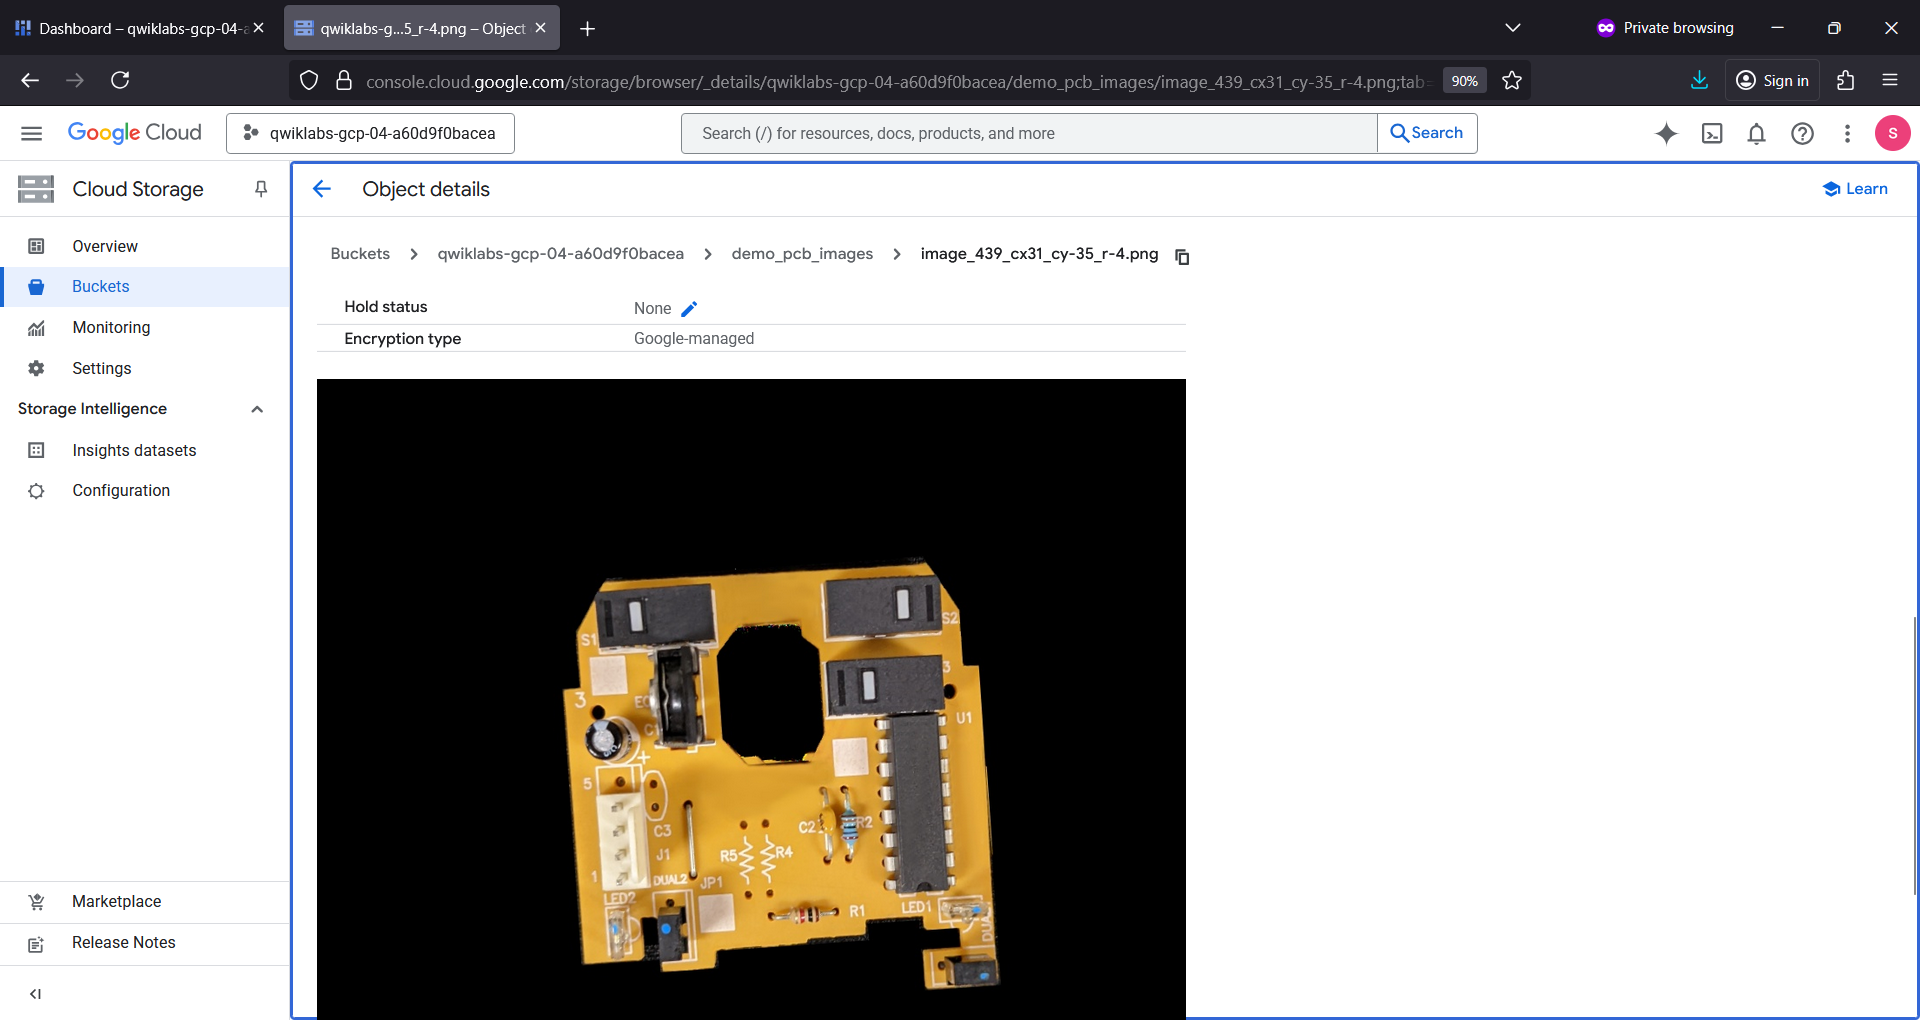 Dashboard – qwiklabs-gcp-04-a
qwiklabs-g...5_r-4.png – Object
Private browsing
console.cloud.google.com/storage/browser/_details/qwiklabs-gcp-04-a60d9f0bacea/demo_pcb_images/image_439_cx31_cy-35_r-4.png;tab=
90%
Sign in
Google Cloud
qwiklabs-gcp-04-a60d9f0bacea
Search (/) for resources, docs, products, and more
Search
S
Cloud Storage
Object details
Learn
Overview
Buckets
Monitoring
Settings
Storage Intelligence
Insights datasets
Configuration
Marketplace
Release Notes
Buckets > qwiklabs-gcp-04-a60d9f0bacea > demo_pcb_images > image_439_cx31_cy-35_r-4.png
Hold status None
Encryption type Google-managed
S1
S2
3
3
C1
U1
+
5
C3
C2
R2
J1
R5
R4
1
DUAL2
JP1
LED2
R1
LED1